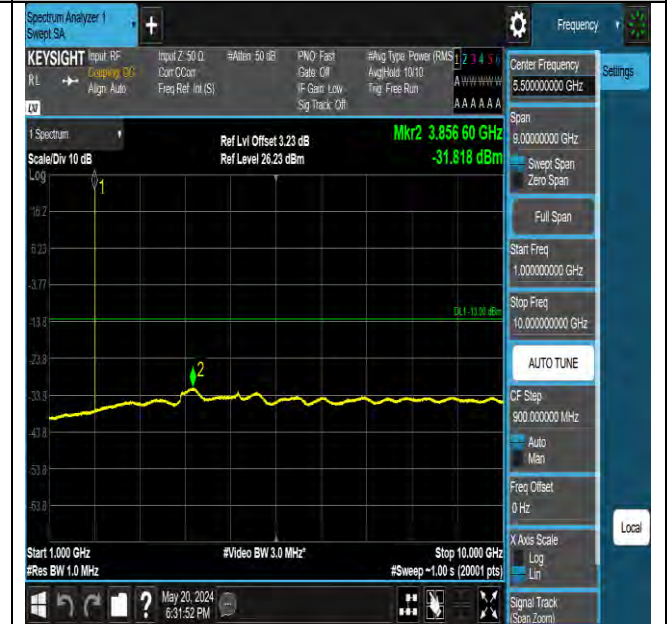 Spectrum Analyzer 1
Swept SA
+
Frequency
KEYSIGHT
Input: RF
Coupling: DC
Align: Auto
Input Z: 50 Ω
Corr CCorr
Freq Ref: Int (S)
#Atten: 50 dB
PNO: Fast
Gate: Off
IF Gain: Low
Sig Track: Off
#Avg Type: Power (RMS
Avg|Hold: 10/10
Trig: Free Run
1 2 3 4 5 6
A W W W W W
A A A A A A
RL
LXI
1 Spectrum
Scale/Div 10 dB
Log
Ref Lvl Offset 3.23 dB
Ref Level 26.23 dBm
Mkr2 3.856 60 GHz
-31.818 dBm
1
16.2
6.23
-3.77
DL1 -13.00 dBm
-13.8
-23.8
2
-33.8
-43.8
-53.8
-63.8
Start 1.000 GHz
#Res BW 1.0 MHz
#Video BW 3.0 MHz*
Stop 10.000 GHz
#Sweep ~1.00 s (20001 pts)
?
May 20, 2024
6:31:52 PM
Center Frequency
5.500000000 GHz
Settings
Span
9.00000000 GHz
Swept Span
Zero Span
Full Span
Start Freq
1.000000000 GHz
Stop Freq
10.000000000 GHz
AUTO TUNE
CF Step
900.000000 MHz
Auto
Man
Freq Offset
0 Hz
Local
X Axis Scale
Log
Lin
Signal Track
(Span Zoom)